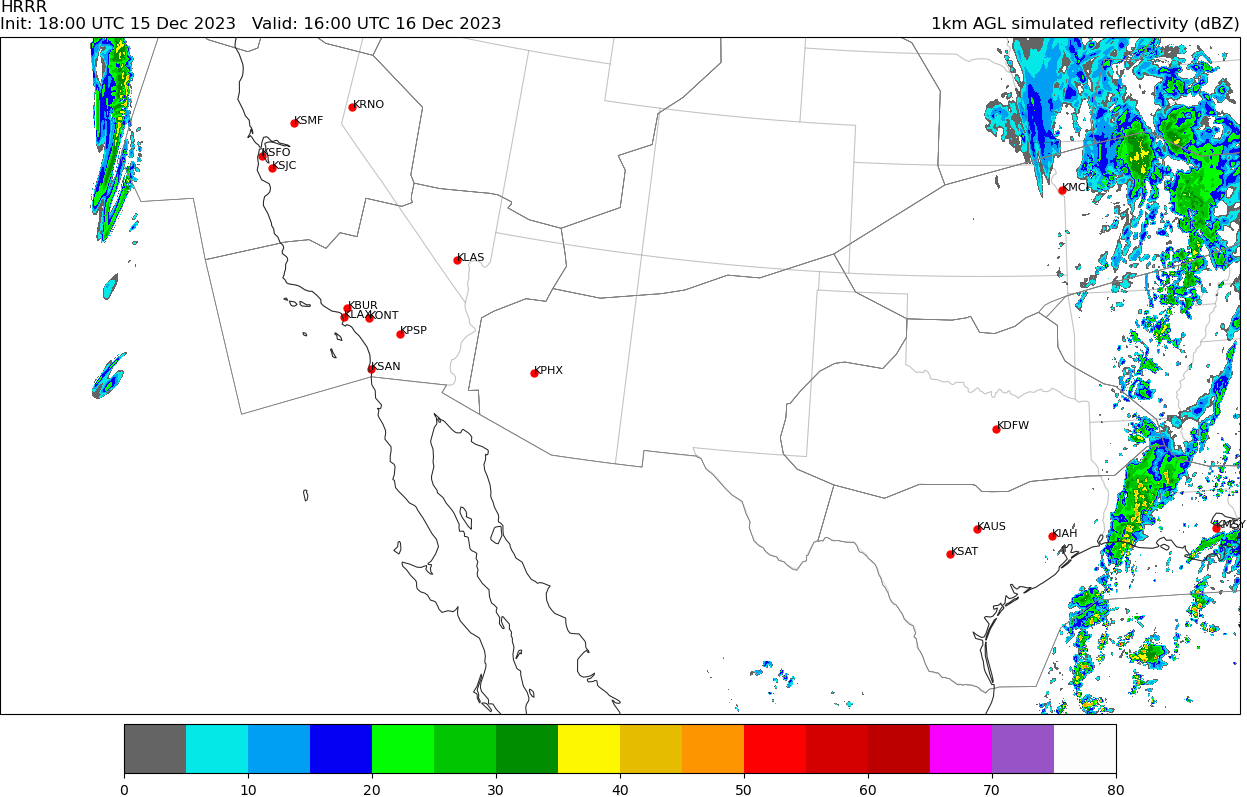 HRRR
Init: 18:00 UTC 15 Dec 2023   Valid: 16:00 UTC 16 Dec 2023
1km AGL simulated reflectivity (dBZ)
KRNO
KSMF
KSFO
KSJC
KMCI
KLAS
KBUR
KLAX
KONT
KPSP
KSAN
KPHX
KDFW
KMSY
KAUS
KIAH
KSAT
0 10 20 30 40 50 60 70 80